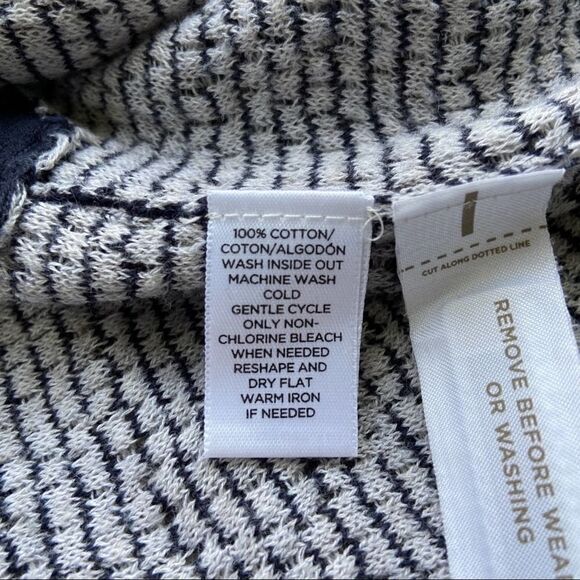 100% COTTON/
COTON/ALGODÓN
WASH INSIDE OUT
MACHINE WASH
COLD
GENTLE CYCLE
ONLY NON-
CHLORINE BLEACH
WHEN NEEDED
RESHAPE AND
DRY FLAT
WARM IRON
IF NEEDED
CUT ALONG DOTTED LINE
REMOVE BEFORE WEA
OR WASHING